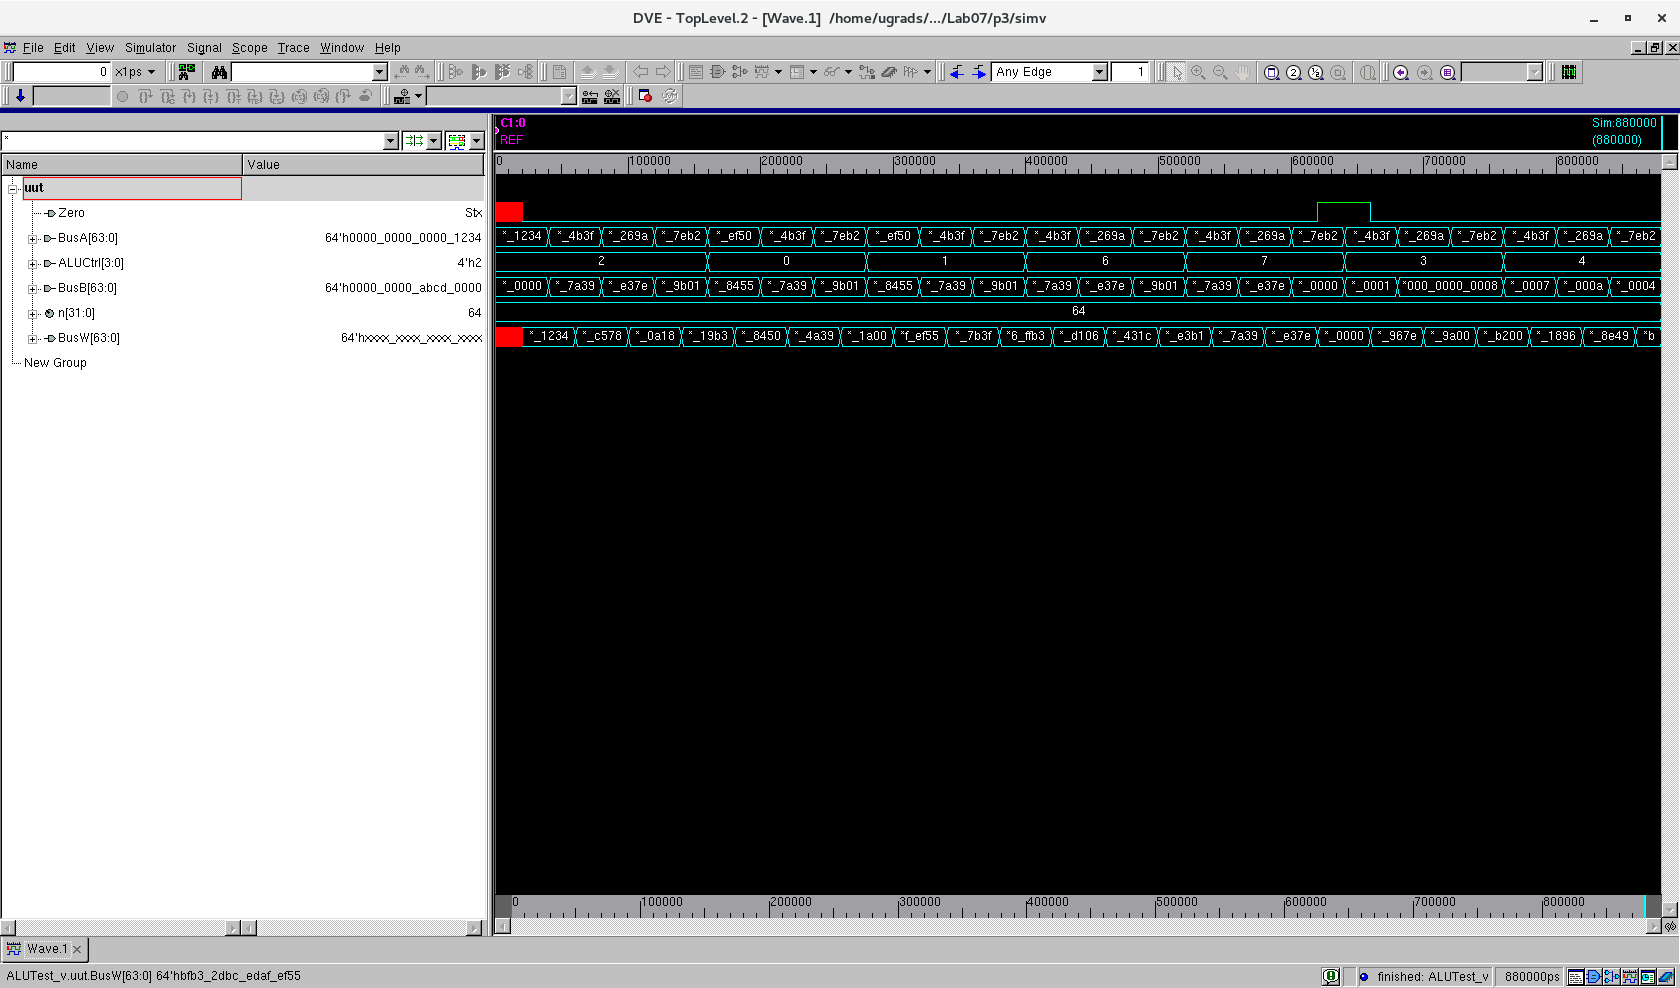 DVE - TopLevel.2 - [Wave.1]  /home/ugrads/.../Lab07/p3/simv
File Edit View Simulator Signal Scope Trace Window Help
0 x1ps Any Edge 1
*
C1:0 Sim:880000
REF (880000)
Name Value
0 100000 200000 300000 400000 500000 600000 700000 800000
uut
Zero Stx
BusA[63:0] 64'h0000_0000_0000_1234 *_1234 *_4b3f *_269a *_7eb2 *_ef50 *_4b3f *_7eb2 *_ef50 *_4b3f *_7eb2 *_4b3f *_269a *_7eb2 *_4b3f *_269a *_7eb2 *_4b3f *_269a *_7eb2 *_4b3f *_269a *_7eb2
ALUCtrl[3:0] 4'h2 2 0 1 6 7 3 4
BusB[63:0] 64'h0000_0000_abcd_0000 *_0000 *_7a39 *_e37e *_9b01 *_8455 *_7a39 *_9b01 *_8455 *_7a39 *_9b01 *_7a39 *_e37e *_9b01 *_7a39 *_e37e *_0000 *_0001 *000_0000_0008 *_0007 *_000a *_0004
n[31:0] 64 64
BusW[63:0] 64'hxxxx_xxxx_xxxx_xxxx *_1234 *_c578 *_0a18 *_19b3 *_8450 *_4a39 *_1a00 *f_ef55 *_7b3f *6_ffb3 *_d106 *_431c *_e3b1 *_7a39 *_e37e *_0000 *_967e *_9a00 *_b200 *_1896 *_8e49 *b
New Group
0 100000 200000 300000 400000 500000 600000 700000 800000
Wave.1
ALUTest_v.uut.BusW[63:0] 64'hbfb3_2dbc_edaf_ef55 finished: ALUTest_v 880000ps